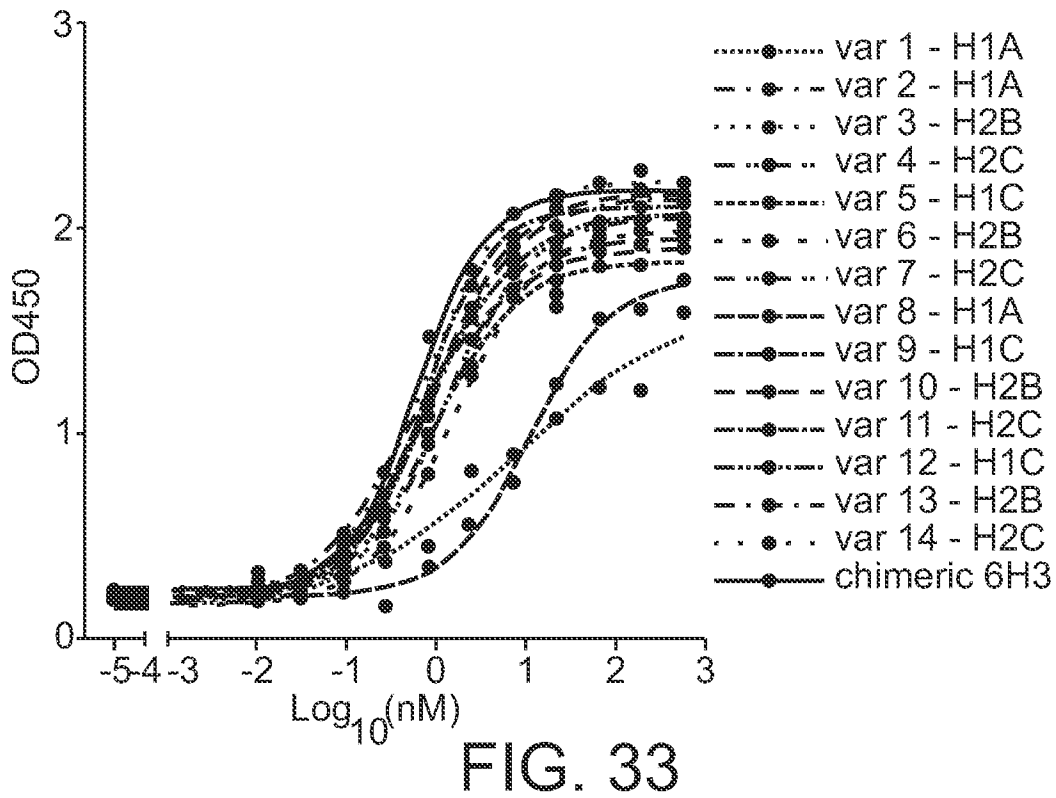 3
2
1
0
OD450
-5
-4
-3
-2
-1
0
1
2
3
Log10(nM)
var 1 - H1A
var 2 - H1A
var 3 - H2B
var 4 - H2C
var 5 - H1C
var 6 - H2B
var 7 - H2C
var 8 - H1A
var 9 - H1C
var 10 - H2B
var 11 - H2C
var 12 - H1C
var 13 - H2B
var 14 - H2C
chimeric 6H3
FIG. 33